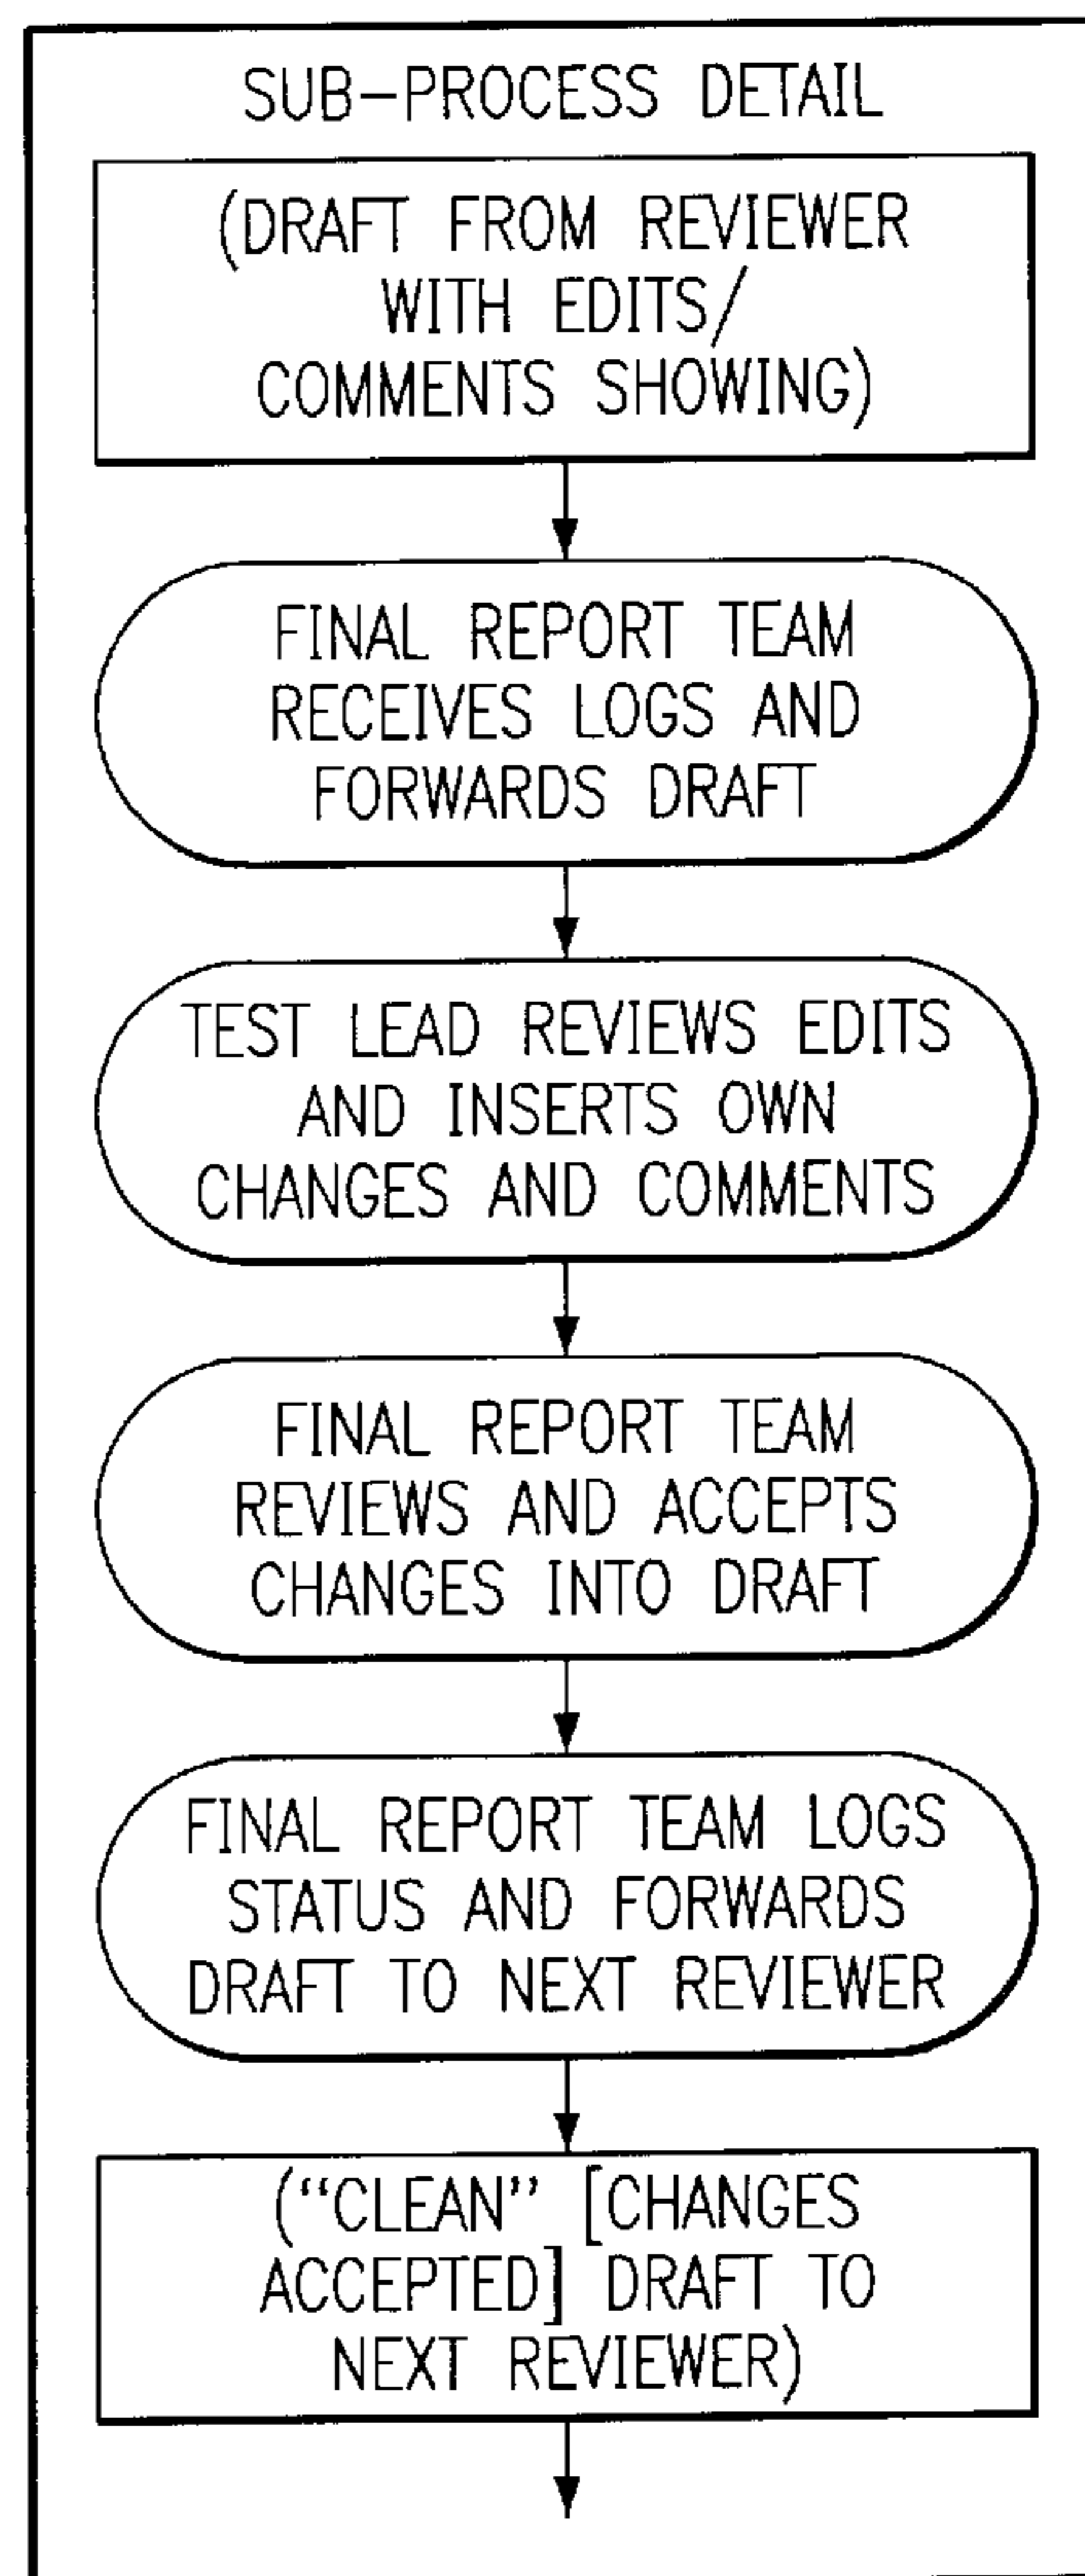 SUB-PROCESS DETAIL
(DRAFT FROM REVIEWER
WITH EDITS/
COMMENTS SHOWING)
FINAL REPORT TEAM
RECEIVES LOGS AND
FORWARDS DRAFT
TEST LEAD REVIEWS EDITS
AND INSERTS OWN
CHANGES AND COMMENTS
FINAL REPORT TEAM
REVIEWS AND ACCEPTS
CHANGES INTO DRAFT
FINAL REPORT TEAM LOGS
STATUS AND FORWARDS
DRAFT TO NEXT REVIEWER
("CLEAN" [CHANGES
ACCEPTED] DRAFT TO
NEXT REVIEWER)